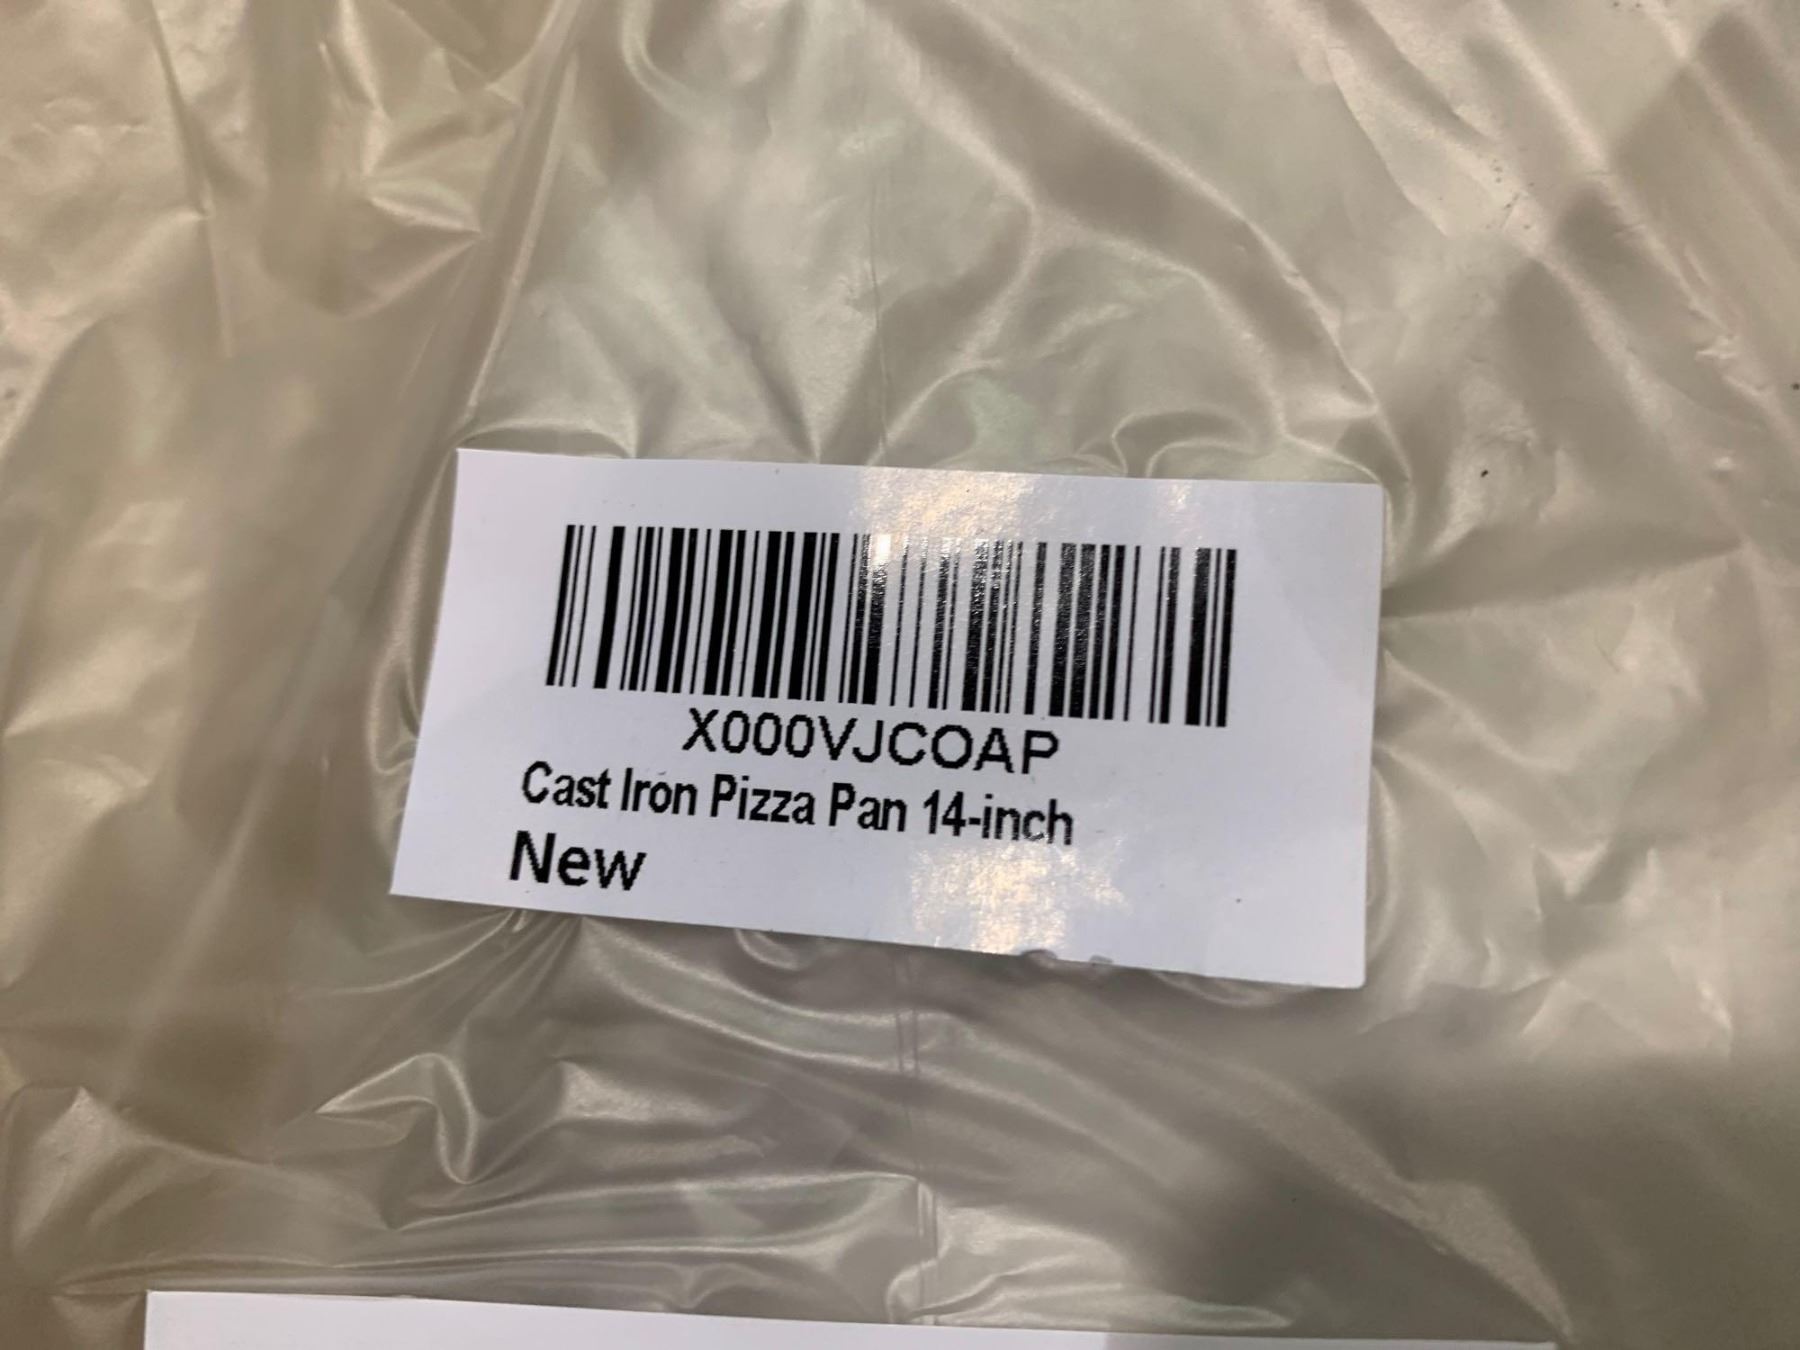 X000VJCOAP
Cast Iron Pizza Pan 14-inch
New